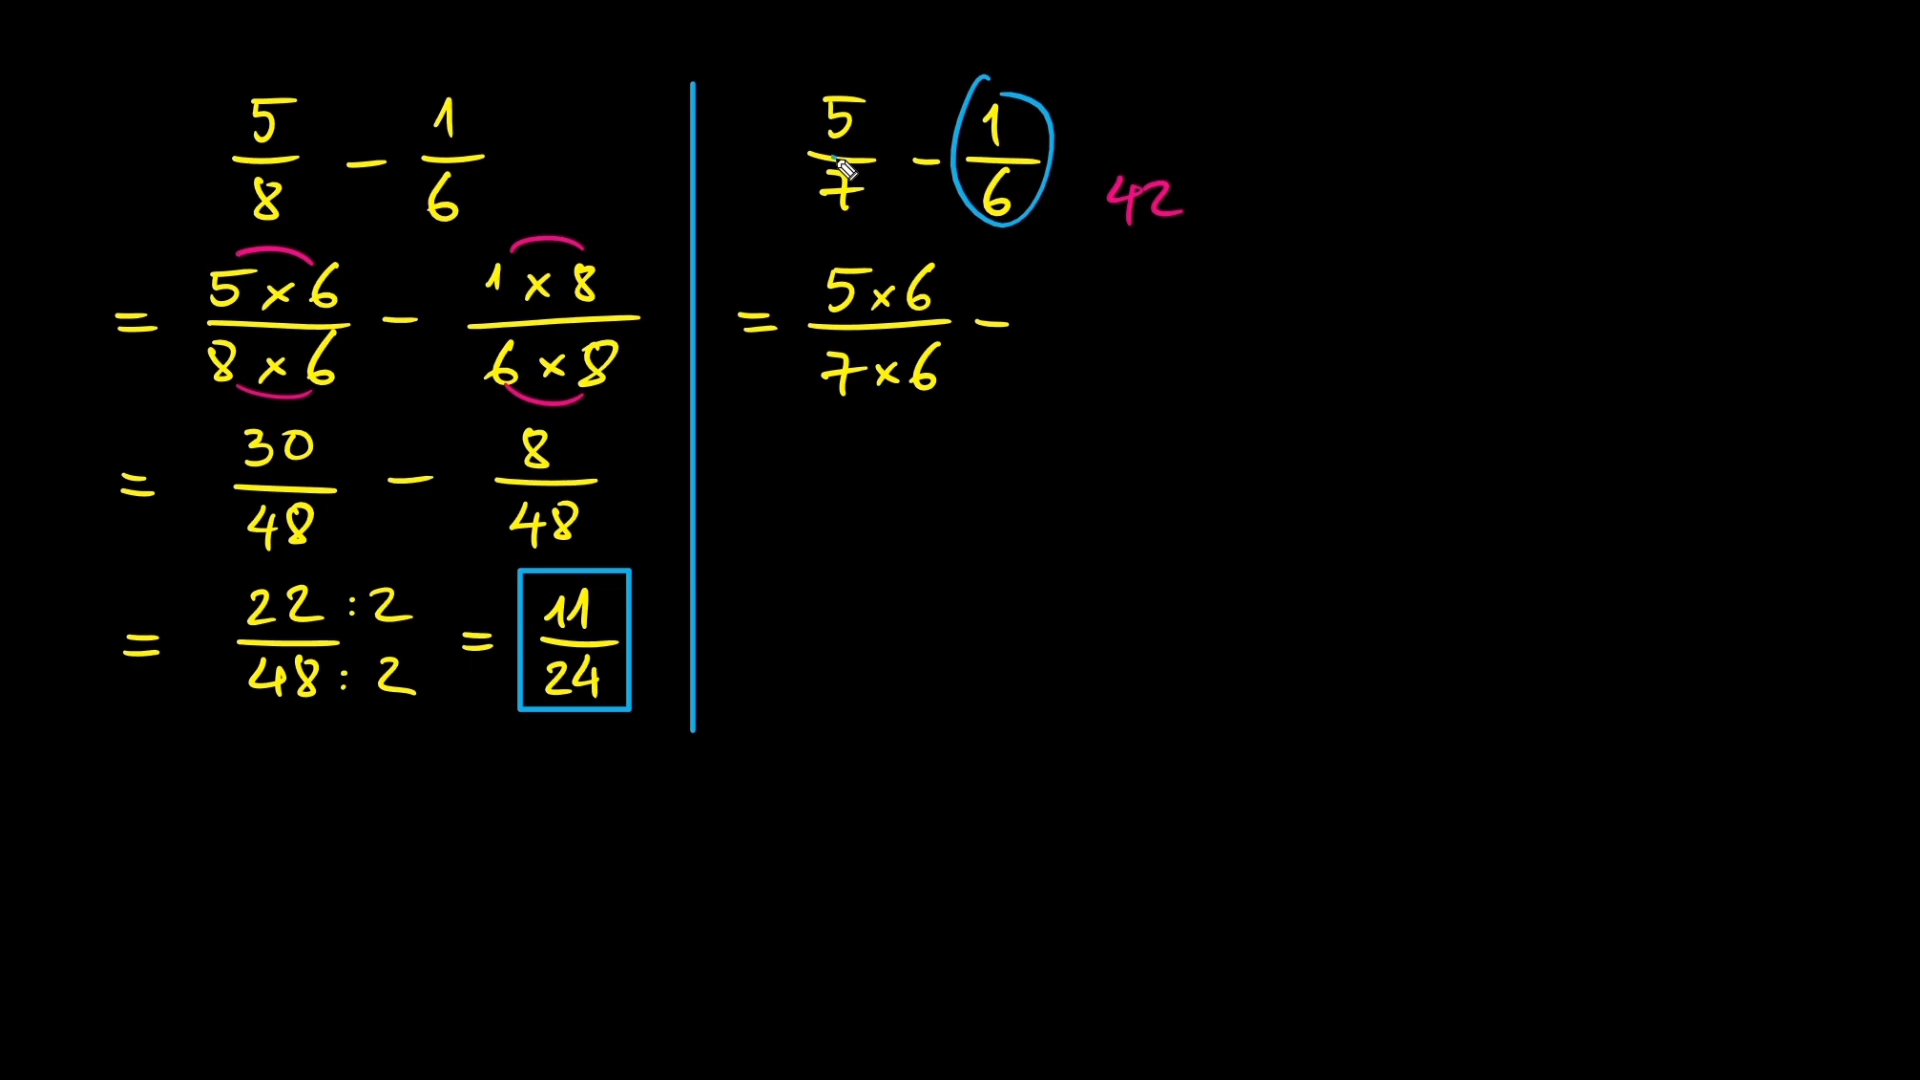 5/8 - 1/6
= 5 x 6 / 8 x 6 - 1 x 8 / 6 x 8
= 30/48 - 8/48
= 22 : 2 / 48 : 2 = 11/24
5/7 - 1/6 42
= 5 x 6 / 7 x 6 -